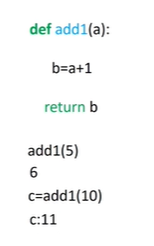 def add1(a):
b=a+1
return b
add1(5)
6
c=add1(10)
c:11